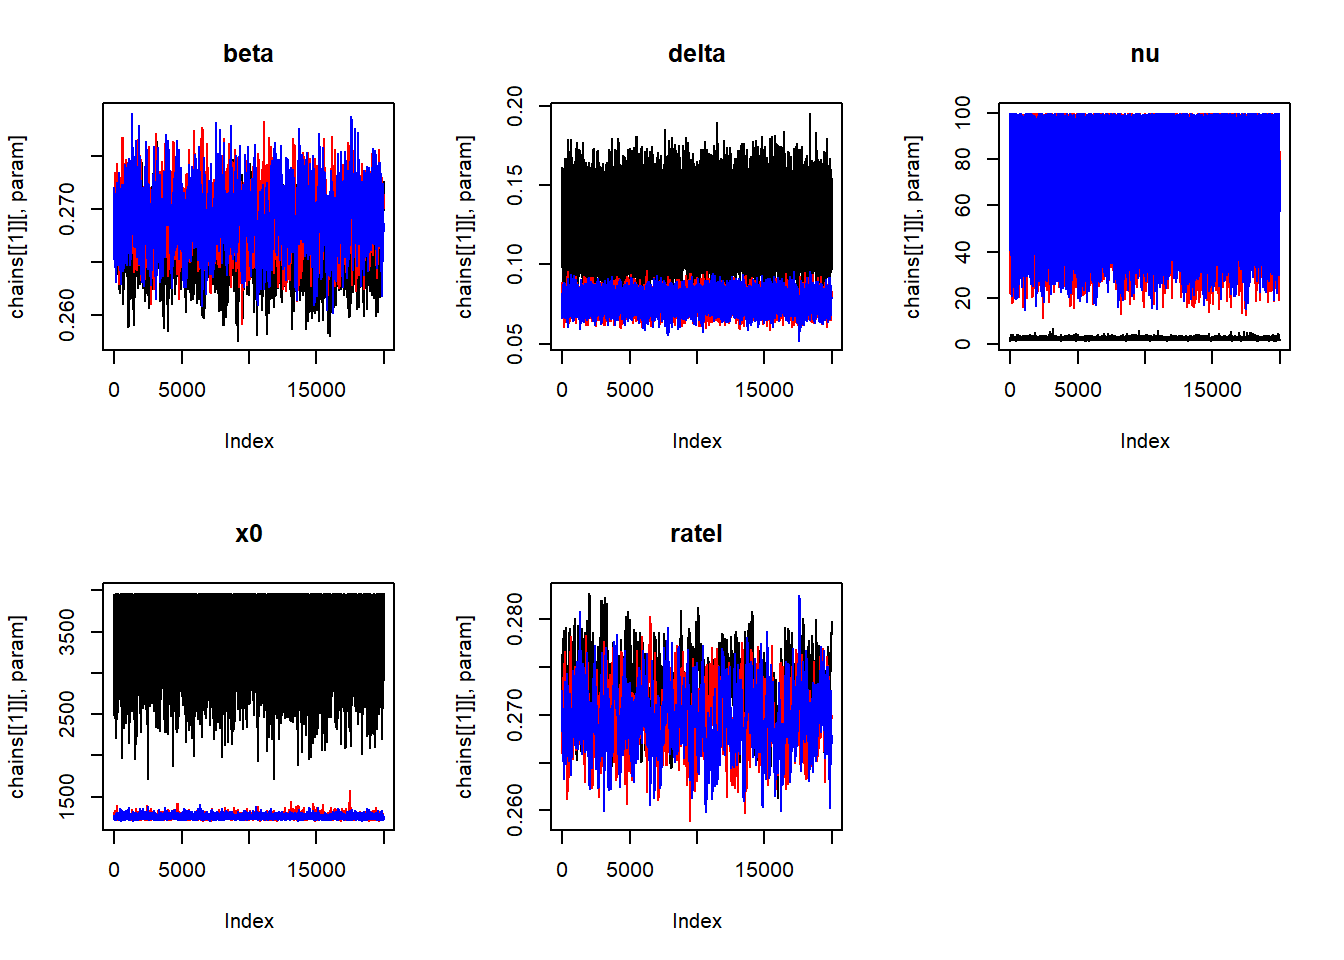 beta
chains[[1]][, param]
0.260
0.270
0
5000
15000
Index
delta
chains[[1]][, param]
0.05
0.10
0.15
0.20
0
5000
15000
Index
nu
chains[[1]][, param]
0
20
40
60
80
100
0
5000
15000
Index
x0
chains[[1]][, param]
1500
2500
3500
0
5000
15000
Index
ratel
chains[[1]][, param]
0.260
0.270
0.280
0
5000
15000
Index